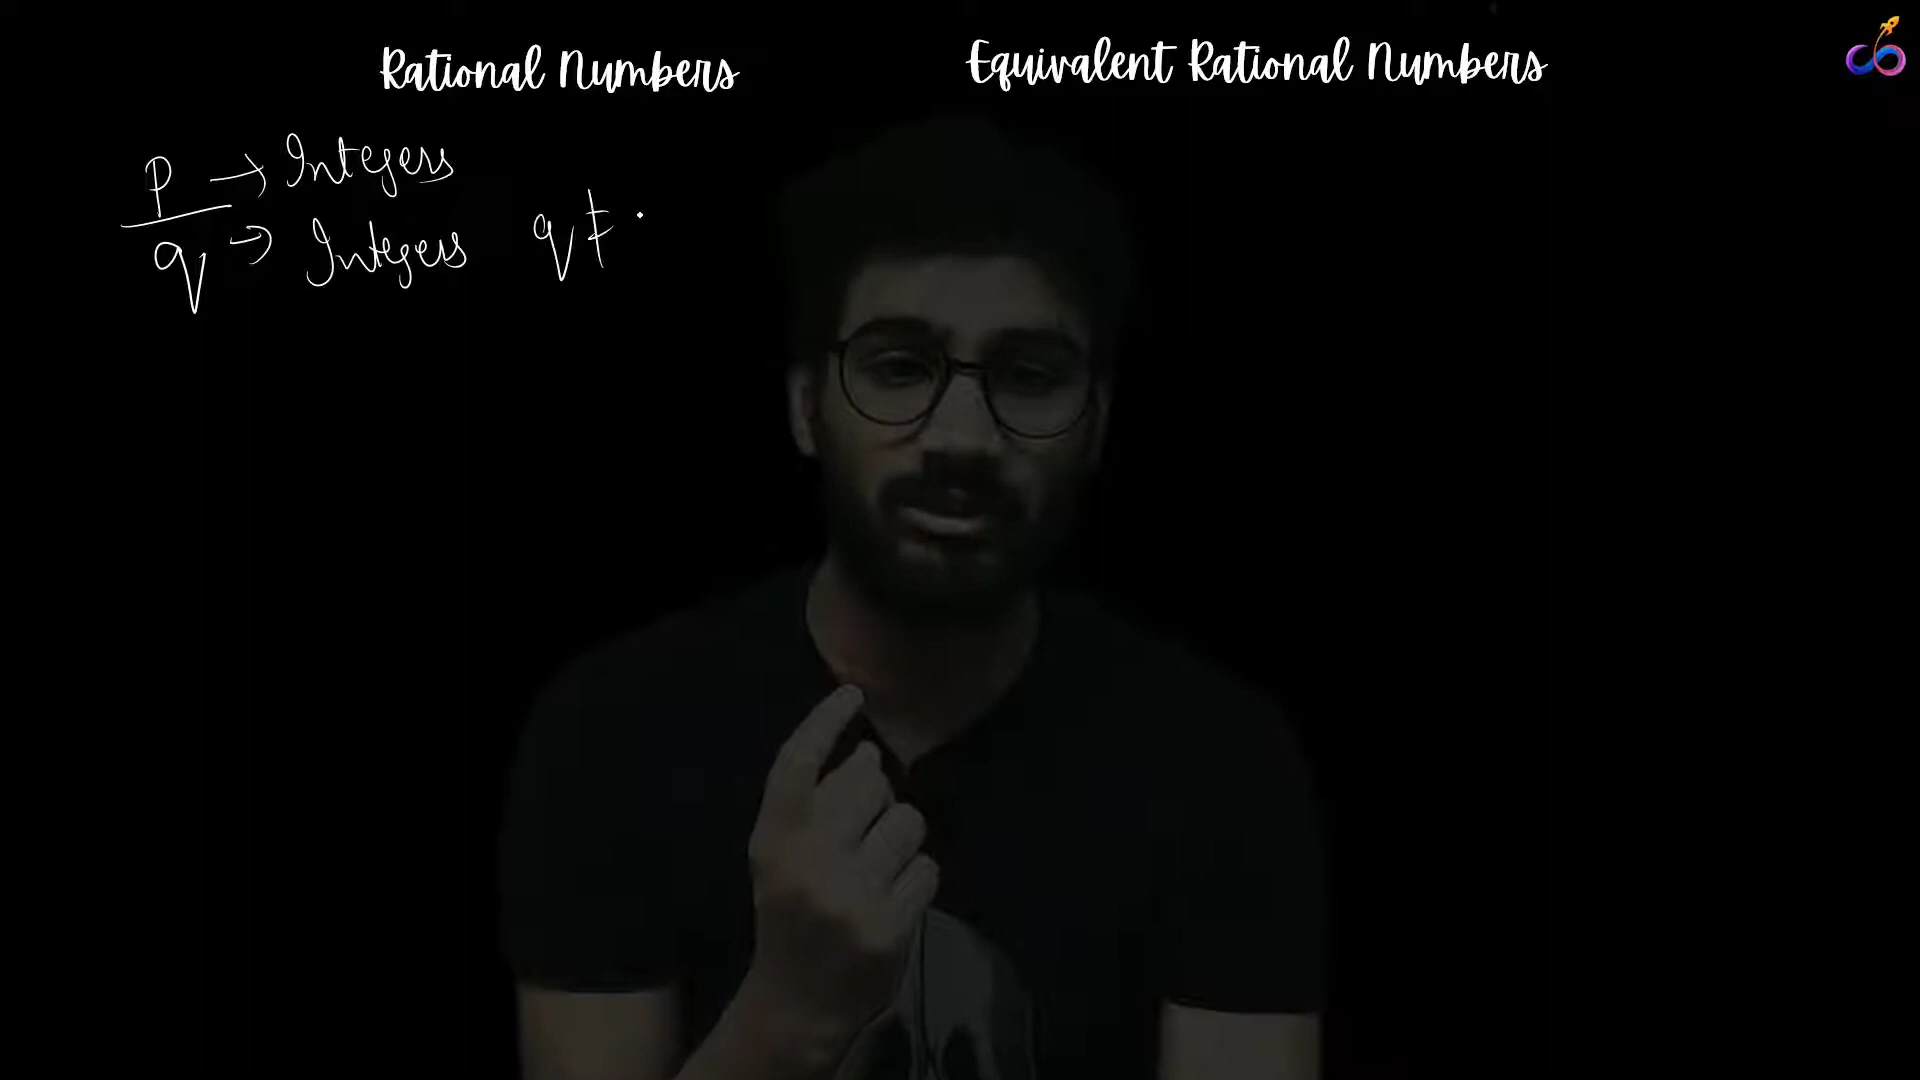 Rational Numbers
Equivalent Rational Numbers
p → Integers
q → Integers q ≠